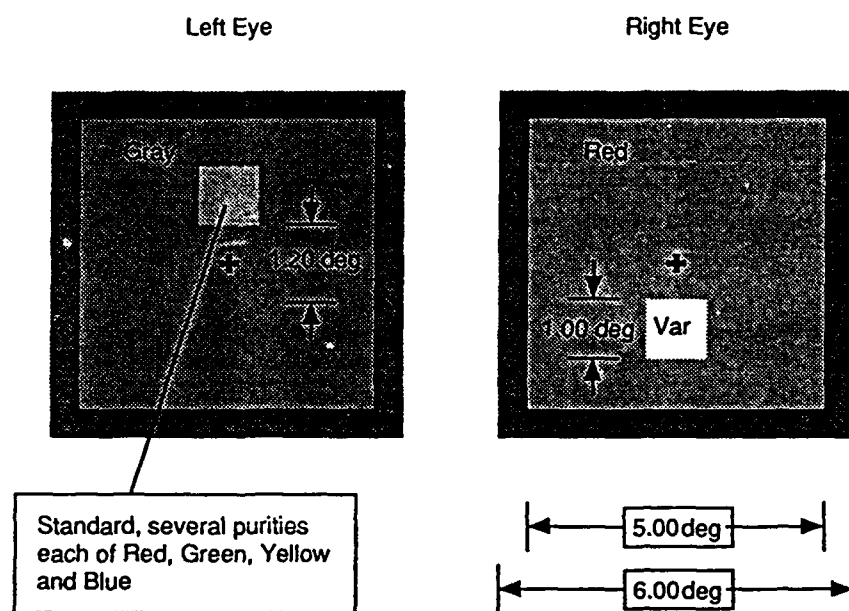 Left Eye
Right Eye
Gray
Red
1.20 deg
1.00 deg
Var
Standard, several purities
each of Red, Green, Yellow
and Blue
5.00deg
6.00deg